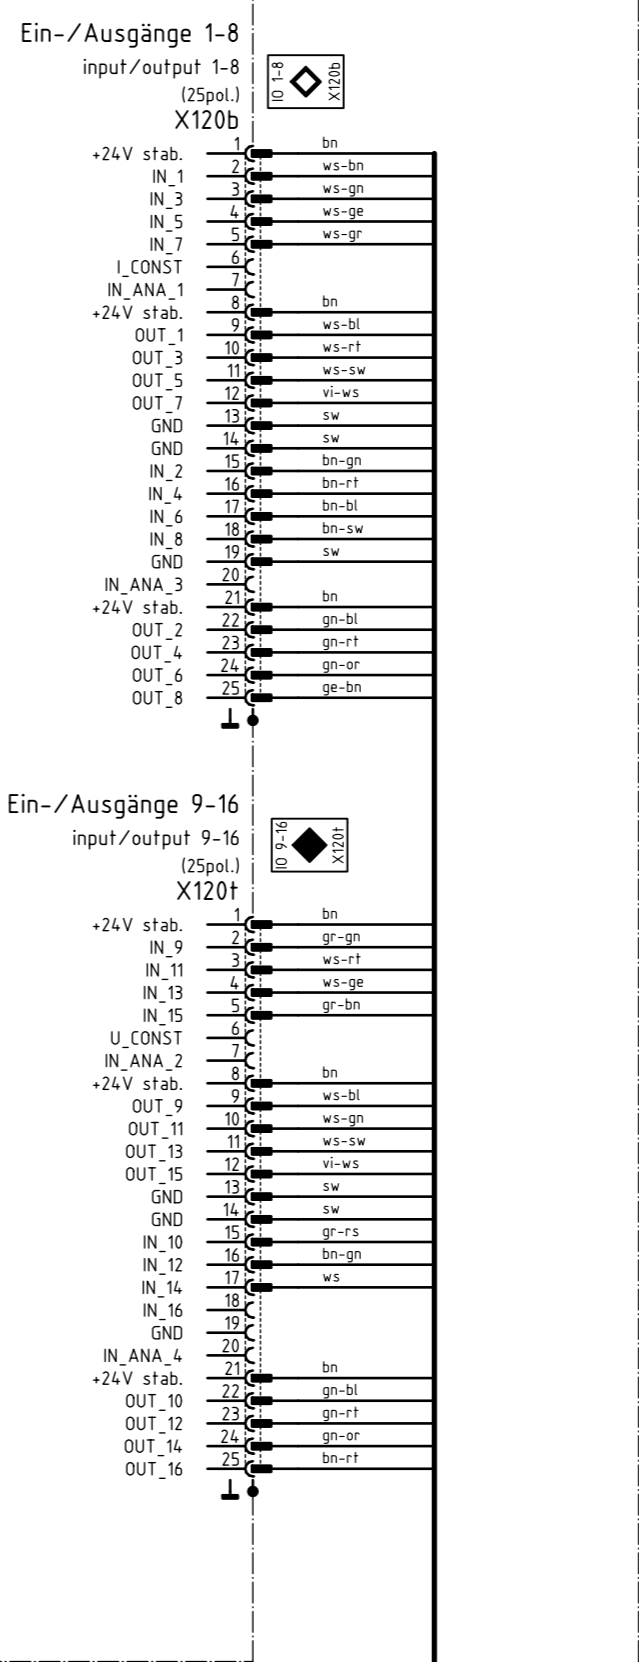 Ein-/Ausgänge 1-8
input/output 1-8
(25pol.)
X120b
IO 1-8
X120b
+24V stab. 1 bn
IN_1 2 ws-bn
IN_3 3 ws-gn
IN_5 4 ws-ge
IN_7 5 ws-gr
I_CONST 6
IN_ANA_1 7
+24V stab. 8 bn
OUT_1 9 ws-bl
OUT_3 10 ws-rt
OUT_5 11 ws-sw
OUT_7 12 vi-ws
GND 13 sw
GND 14 sw
IN_2 15 bn-gn
IN_4 16 bn-rt
IN_6 17 bn-bl
IN_8 18 bn-sw
GND 19 sw
IN_ANA_3 20
+24V stab. 21 bn
OUT_2 22 gn-bl
OUT_4 23 gn-rt
OUT_6 24 gn-or
OUT_8 25 ge-bn
Ein-/Ausgänge 9-16
input/output 9-16
(25pol.)
X120t
IO 9-16
X120t
+24V stab. 1 bn
IN_9 2 gr-gn
IN_11 3 ws-rt
IN_13 4 ws-ge
IN_15 5 gr-bn
U_CONST 6
IN_ANA_2 7
+24V stab. 8 bn
OUT_9 9 ws-bl
OUT_11 10 ws-gn
OUT_13 11 ws-sw
OUT_15 12 vi-ws
GND 13 sw
GND 14 sw
IN_10 15 gr-rs
IN_12 16 bn-gn
IN_14 17 ws
IN_16 18
GND 19
IN_ANA_4 20
+24V stab. 21 bn
OUT_10 22 gn-bl
OUT_12 23 gn-rt
OUT_14 24 gn-or
OUT_16 25 bn-rt